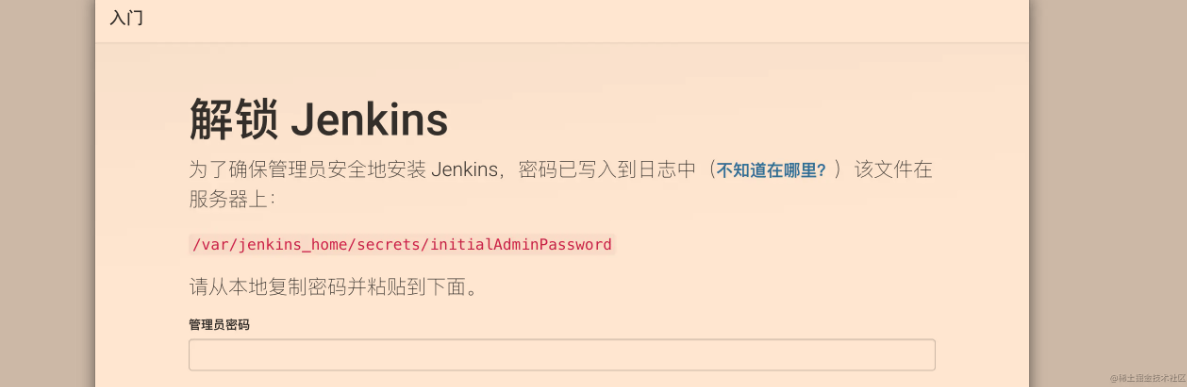 入门
解锁 Jenkins
为了确保管理员安全地安装 Jenkins，密码已写入到日志中（不知道在哪里？）该文件在
服务器上：
/var/jenkins_home/secrets/initialAdminPassword
请从本地复制密码并粘贴到下面。
管理员密码
@稀土掘金技术社区